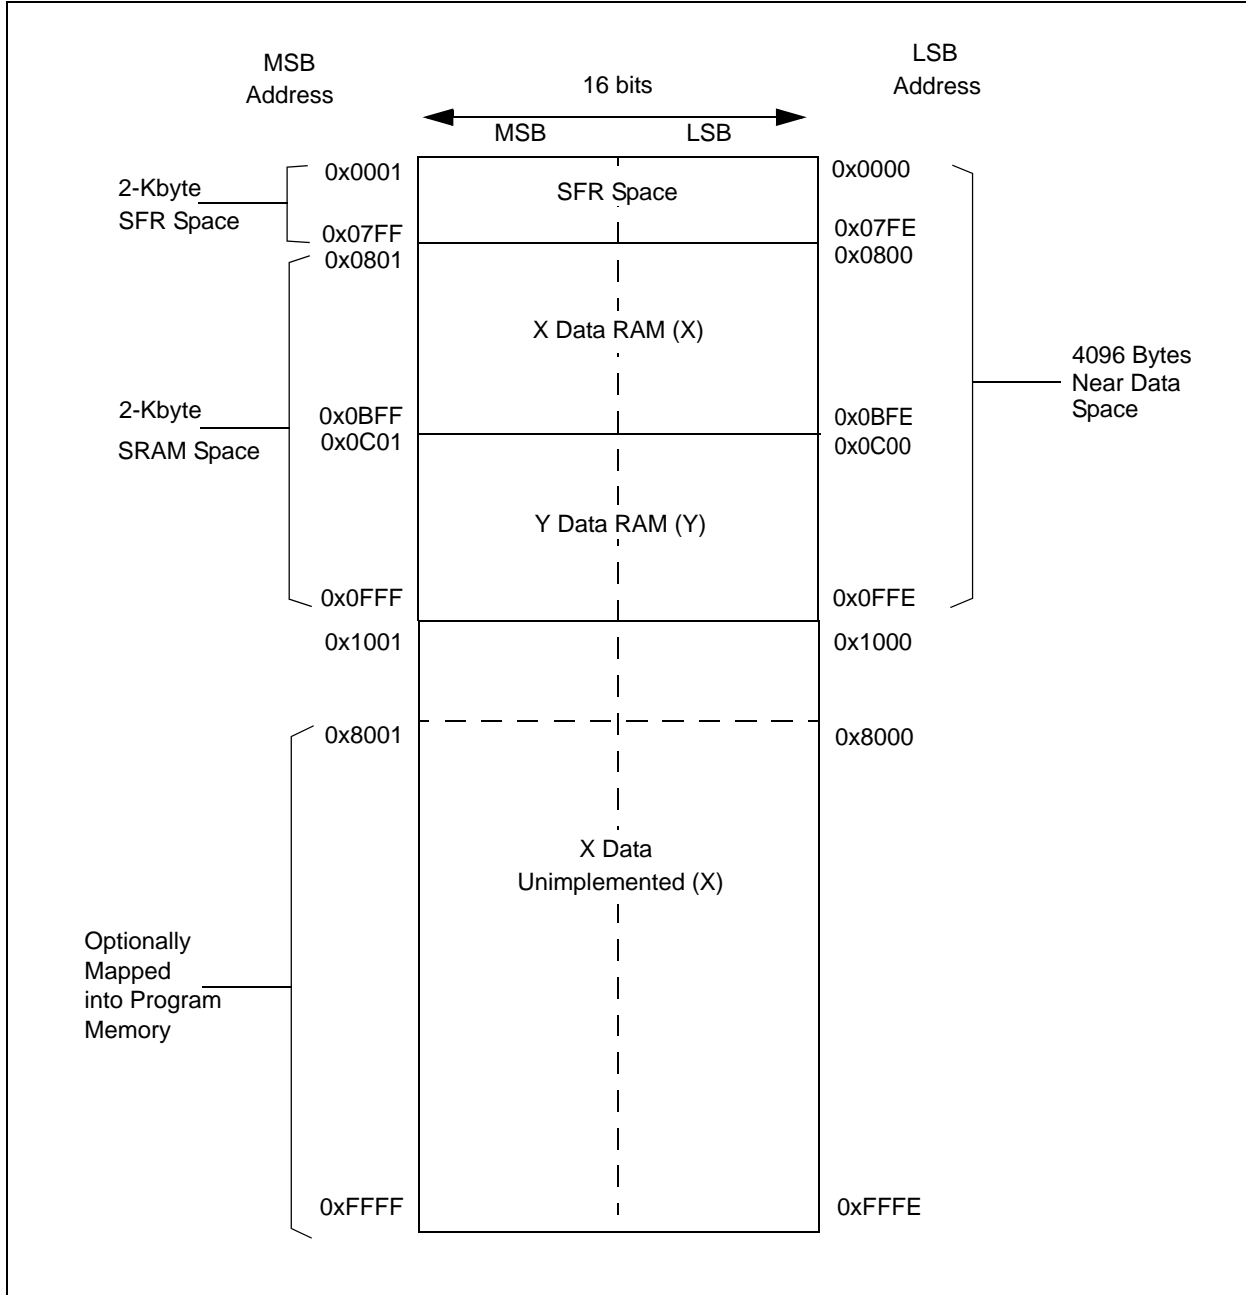 MSB
Address
16 bits
LSB
Address
MSB
LSB
2-Kbyte
SFR Space
0x0001
SFR Space
0x0000
0x07FF
0x07FE
0x0801
0x0800
X Data RAM (X)
4096 Bytes
Near Data
Space
2-Kbyte
SRAM Space
0x0BFF
0x0BFE
0x0C01
0x0C00
Y Data RAM (Y)
0x0FFF
0x0FFE
0x1001
0x1000
0x8001
0x8000
X Data
Unimplemented (X)
Optionally
Mapped
into Program
Memory
0xFFFF
0xFFFE